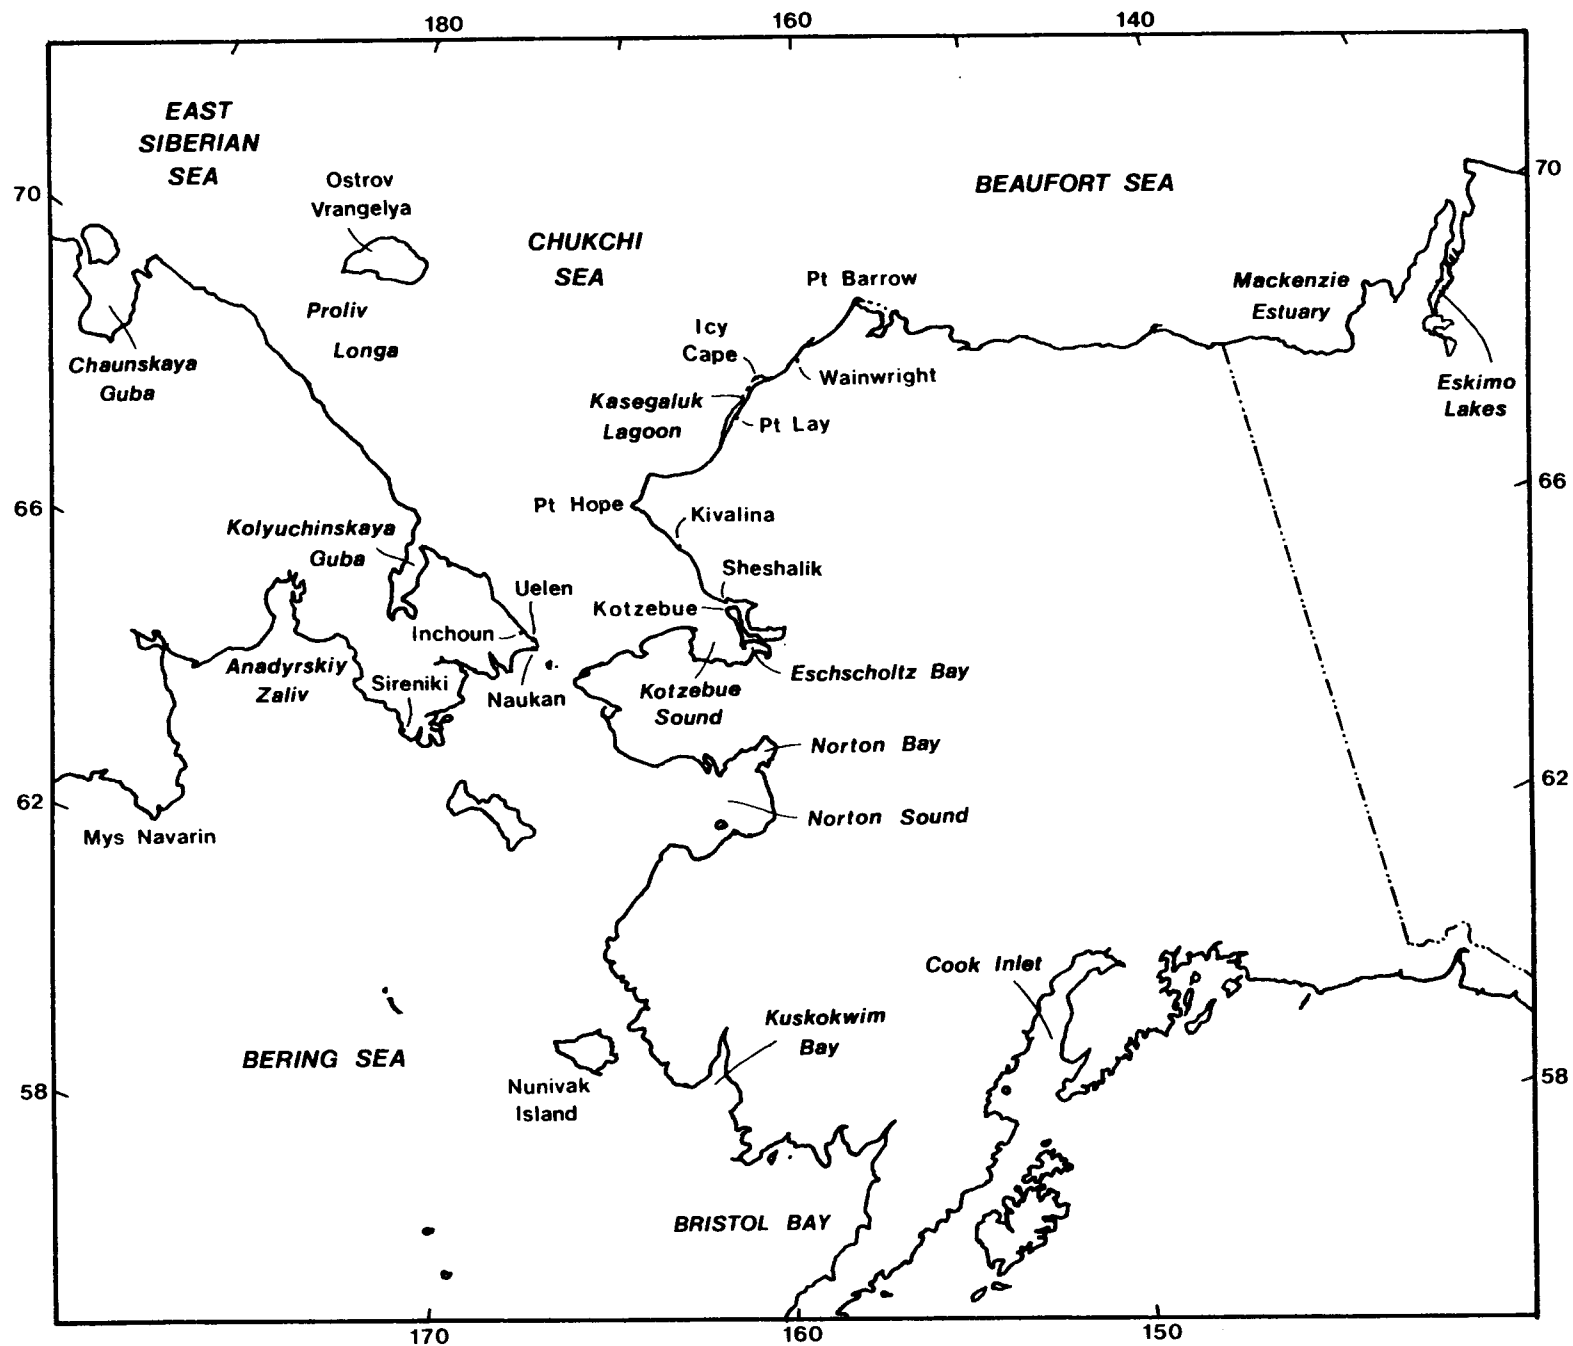 180
160
140
EAST
SIBERIAN
SEA
70
70
Ostrov
Vrangelya
BEAUFORT SEA
CHUKCHI
SEA
Pt Barrow
Mackenzie
Estuary
Proliv
Longa
Icy
Cape
Chaunskaya
Guba
Wainwright
Eskimo
Lakes
Kasegaluk
Lagoon
Pt Lay
66
66
Pt Hope
Kivalina
Kolyuchinskaya
Guba
Sheshalik
Uelen
Kotzebue
Inchoun
Anadyrskiy
Zaliv
Sireniki
Naukan
Kotzebue
Sound
Eschscholtz Bay
Norton Bay
62
62
Norton Sound
Mys Navarin
Cook Inlet
Kuskokwim
Bay
BERING SEA
58
58
Nunivak
Island
BRISTOL BAY
170
160
150